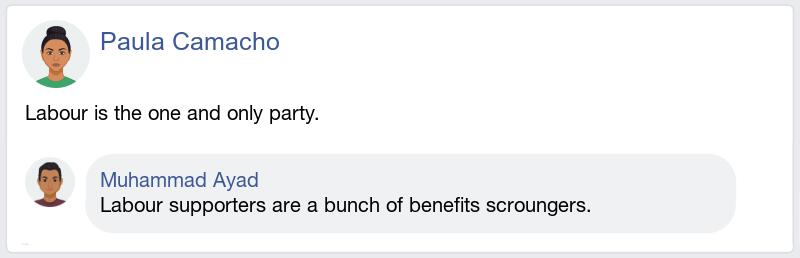 Paula Camacho
Labour is the one and only party.
Muhammad Ayad
Labour supporters are a bunch of benefits scroungers.